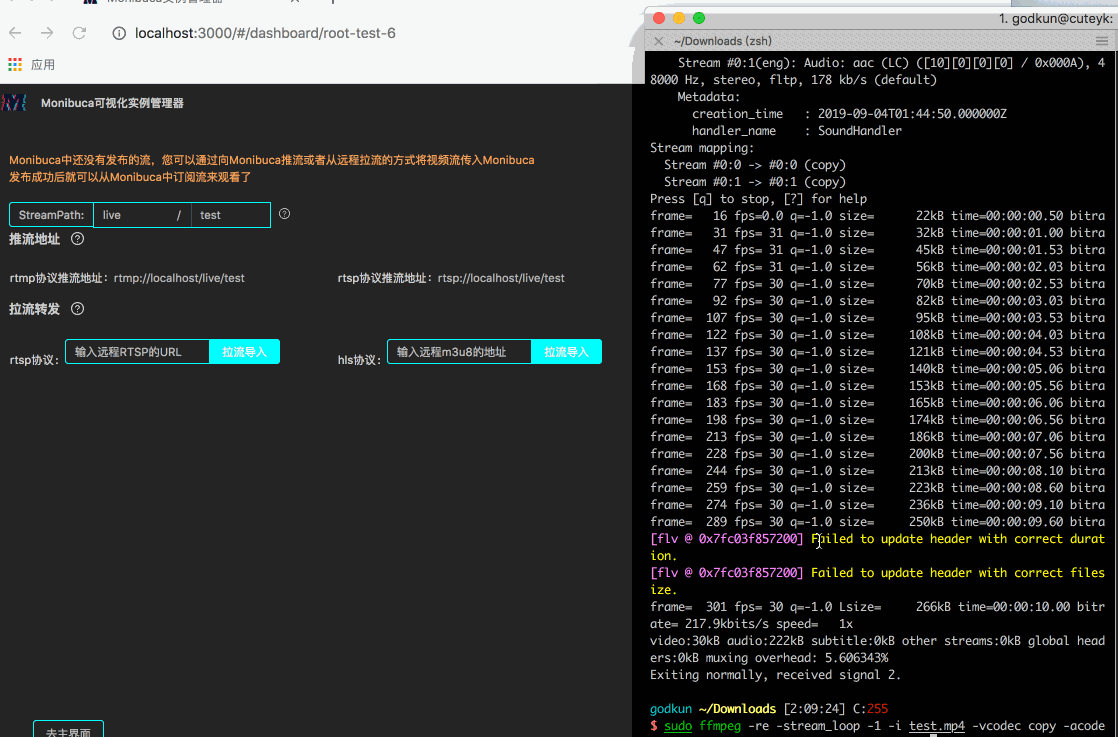 localhost:3000/#/dashboard/root-test-6
应用
Monibuca可视化实例管理器
Monibuca中还没有发布的流，您可以通过向Monibuca推流或者从远程拉流的方式将视频流传入Monibuca
发布成功后就可以从Monibuca中订阅流来观看了
StreamPath: live / test
推流地址
rtmp协议推流地址：rtmp://localhost/live/test
rtsp协议推流地址：rtsp://localhost/live/test
拉流转发
rtsp协议： 输入远程RTSP的URL 拉流导入
hls协议： 输入远程m3u8的地址 拉流导入
去主界面
1. godkun@cuteyk:
~/Downloads (zsh)
Stream #0:1(eng): Audio: aac (LC) ([10][0][0][0] / 0x000A), 4
8000 Hz, stereo, fltp, 178 kb/s (default)
Metadata:
creation_time : 2019-09-04T01:44:50.000000Z
handler_name : SoundHandler
Stream mapping:
Stream #0:0 -> #0:0 (copy)
Stream #0:1 -> #0:1 (copy)
Press [q] to stop, [?] for help
frame= 16 fps=0.0 q=-1.0 size= 22kB time=00:00:00.50 bitra
frame= 31 fps= 31 q=-1.0 size= 32kB time=00:00:01.00 bitra
frame= 47 fps= 31 q=-1.0 size= 45kB time=00:00:01.53 bitra
frame= 62 fps= 31 q=-1.0 size= 56kB time=00:00:02.03 bitra
frame= 77 fps= 30 q=-1.0 size= 70kB time=00:00:02.53 bitra
frame= 92 fps= 30 q=-1.0 size= 82kB time=00:00:03.03 bitra
frame= 107 fps= 30 q=-1.0 size= 95kB time=00:00:03.53 bitra
frame= 122 fps= 30 q=-1.0 size= 108kB time=00:00:04.03 bitra
frame= 137 fps= 30 q=-1.0 size= 121kB time=00:00:04.53 bitra
frame= 153 fps= 30 q=-1.0 size= 140kB time=00:00:05.06 bitra
frame= 168 fps= 30 q=-1.0 size= 153kB time=00:00:05.56 bitra
frame= 183 fps= 30 q=-1.0 size= 165kB time=00:00:06.06 bitra
frame= 198 fps= 30 q=-1.0 size= 174kB time=00:00:06.56 bitra
frame= 213 fps= 30 q=-1.0 size= 186kB time=00:00:07.06 bitra
frame= 228 fps= 30 q=-1.0 size= 200kB time=00:00:07.56 bitra
frame= 244 fps= 30 q=-1.0 size= 213kB time=00:00:08.10 bitra
frame= 259 fps= 30 q=-1.0 size= 223kB time=00:00:08.60 bitra
frame= 274 fps= 30 q=-1.0 size= 236kB time=00:00:09.10 bitra
frame= 289 fps= 30 q=-1.0 size= 250kB time=00:00:09.60 bitra
[flv @ 0x7fc03f857200] Failed to update header with correct durat
ion.
[flv @ 0x7fc03f857200] Failed to update header with correct files
ize.
frame= 301 fps= 30 q=-1.0 Lsize= 266kB time=00:00:10.00 bitr
ate= 217.9kbits/s speed= 1x
video:30kB audio:222kB subtitle:0kB other streams:0kB global head
ers:0kB muxing overhead: 5.606343%
Exiting normally, received signal 2.
godkun ~/Downloads [2:09:24] C:255
$ sudo ffmpeg -re -stream_loop -1 -i test.mp4 -vcodec copy -acode